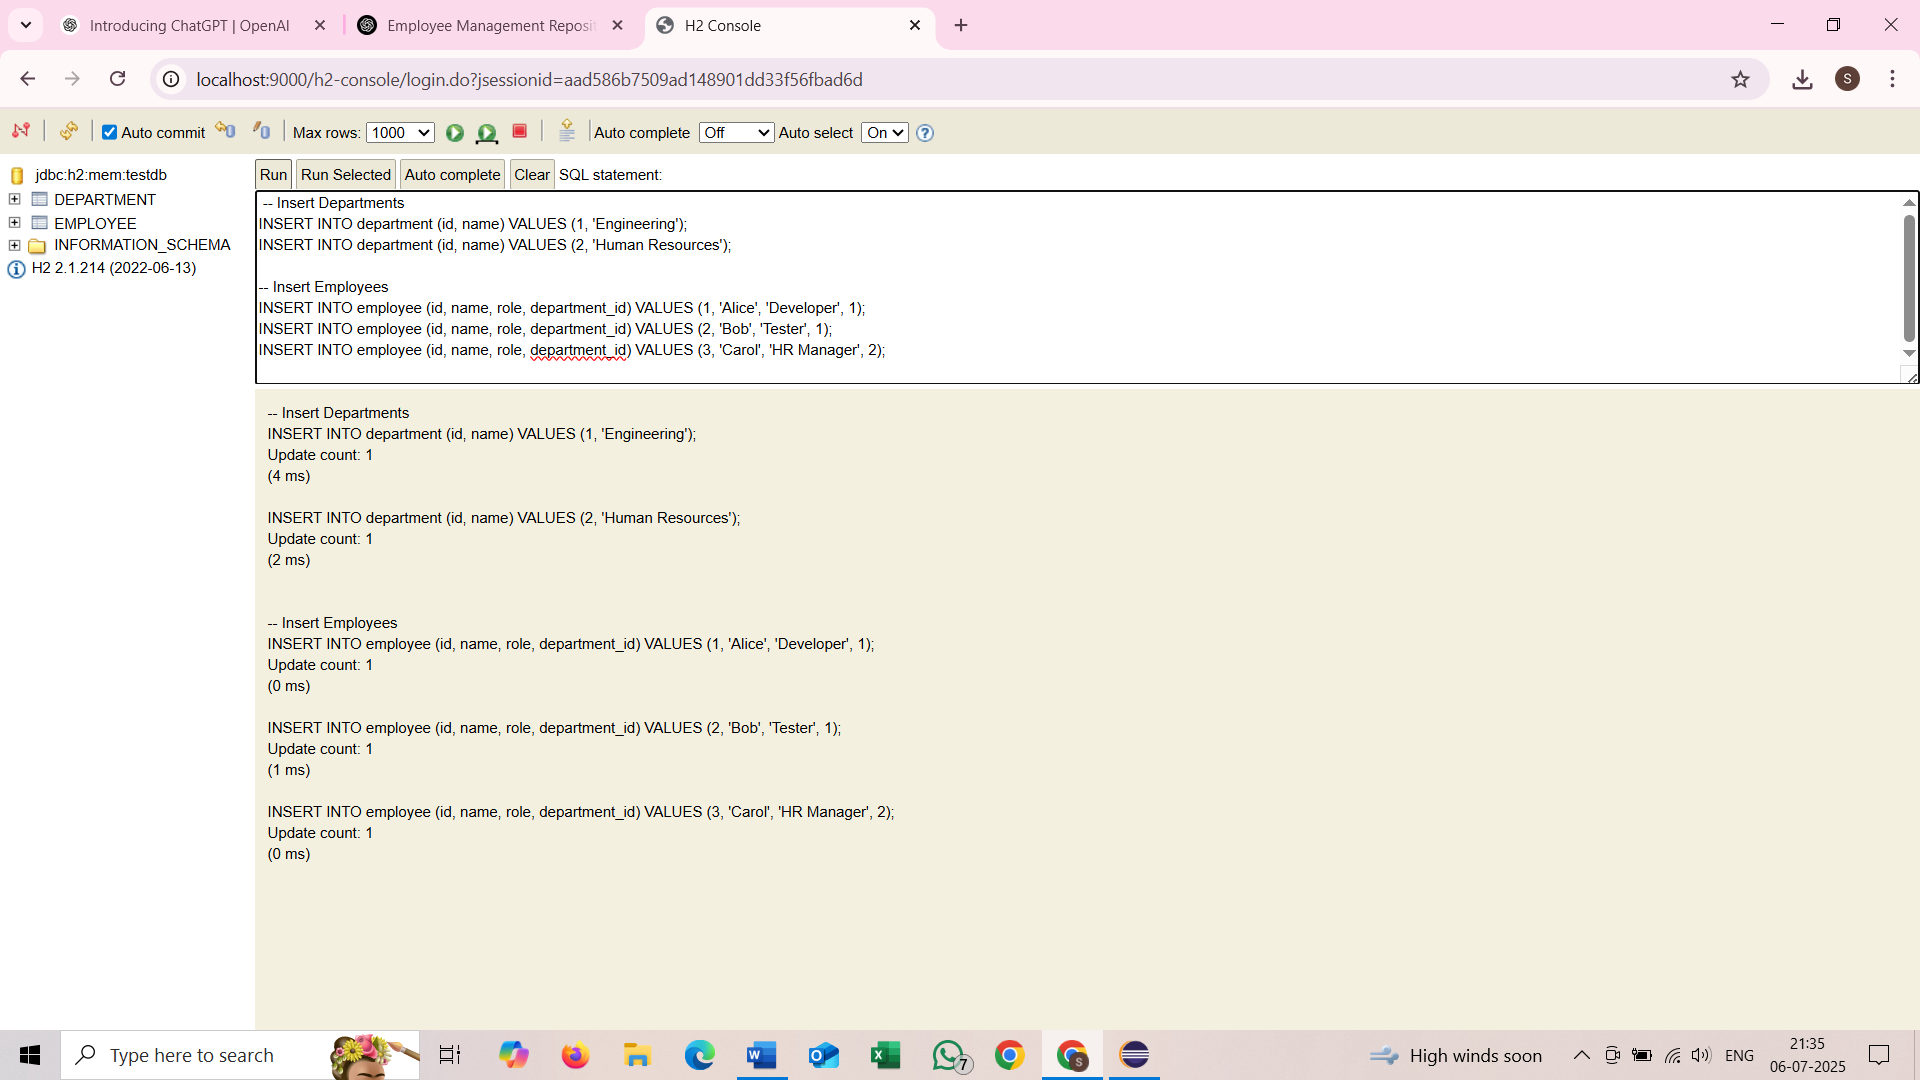 Introducing ChatGPT | OpenAI
Employee Management Reposit
H2 Console
localhost:9000/h2-console/login.do?jsessionid=aad586b7509ad148901dd33f56fbad6d
S
Auto commit
Max rows: 1000
Auto complete Off
Auto select On
jdbc:h2:mem:testdb
DEPARTMENT
EMPLOYEE
INFORMATION_SCHEMA
H2 2.1.214 (2022-06-13)
Run Run Selected Auto complete Clear SQL statement:
-- Insert Departments
INSERT INTO department (id, name) VALUES (1, 'Engineering');
INSERT INTO department (id, name) VALUES (2, 'Human Resources');
-- Insert Employees
INSERT INTO employee (id, name, role, department_id) VALUES (1, 'Alice', 'Developer', 1);
INSERT INTO employee (id, name, role, department_id) VALUES (2, 'Bob', 'Tester', 1);
INSERT INTO employee (id, name, role, department_id) VALUES (3, 'Carol', 'HR Manager', 2);
-- Insert Departments
INSERT INTO department (id, name) VALUES (1, 'Engineering');
Update count: 1
(4 ms)
INSERT INTO department (id, name) VALUES (2, 'Human Resources');
Update count: 1
(2 ms)
-- Insert Employees
INSERT INTO employee (id, name, role, department_id) VALUES (1, 'Alice', 'Developer', 1);
Update count: 1
(0 ms)
INSERT INTO employee (id, name, role, department_id) VALUES (2, 'Bob', 'Tester', 1);
Update count: 1
(1 ms)
INSERT INTO employee (id, name, role, department_id) VALUES (3, 'Carol', 'HR Manager', 2);
Update count: 1
(0 ms)
Type here to search
7
High winds soon
ENG
21:35
06-07-2025